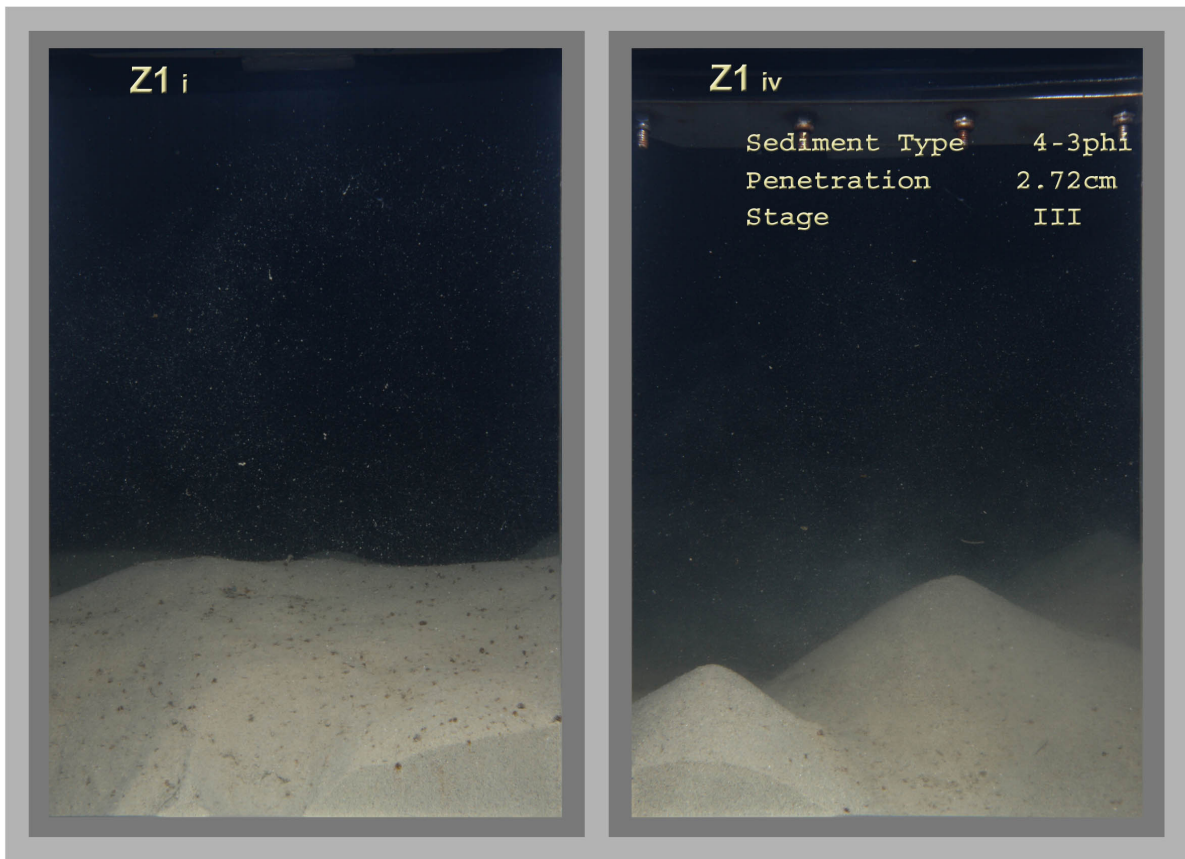 Z1 i
Z1 iv
Sediment Type 4-3phi
Penetration 2.72cm
Stage III